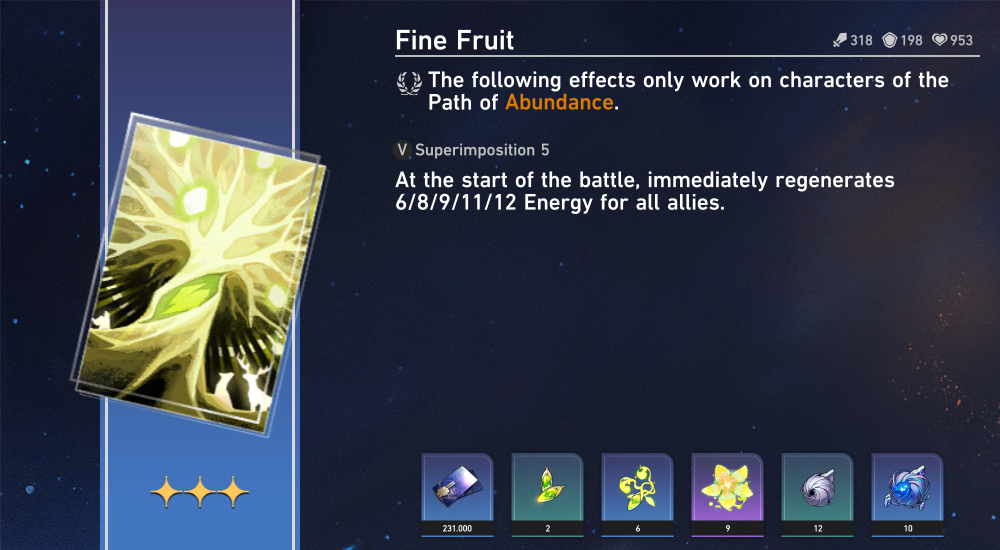 Fine Fruit
318 198 953
The following effects only work on characters of the
Path of Abundance.
V Superimposition 5
At the start of the battle, immediately regenerates
6/8/9/11/12 Energy for all allies.
231.000 2 6 9 12 10